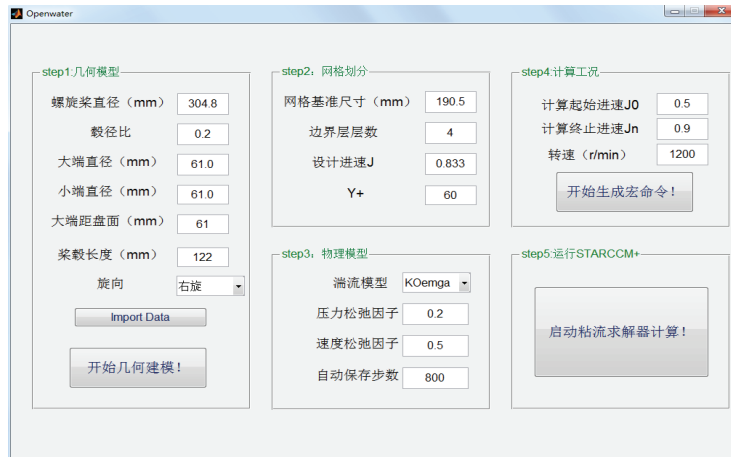 Openwater
step1:几何模型
螺旋桨直径（mm） 304.8
毂径比 0.2
大端直径（mm） 61.0
小端直径（mm） 61.0
大端距盘面（mm） 61
桨毂长度（mm） 122
旋向 右旋
Import Data
开始几何建模！
step2：网格划分
网格基准尺寸（mm） 190.5
边界层层数 4
设计进速J 0.833
Y+ 60
step3：物理模型
湍流模型 KOemga
压力松弛因子 0.2
速度松弛因子 0.5
自动保存步数 800
step4:计算工况
计算起始进速J0 0.5
计算终止进速Jn 0.9
转速（r/min） 1200
开始生成宏命令！
step5:运行STARCCM+
启动粘流求解器计算！